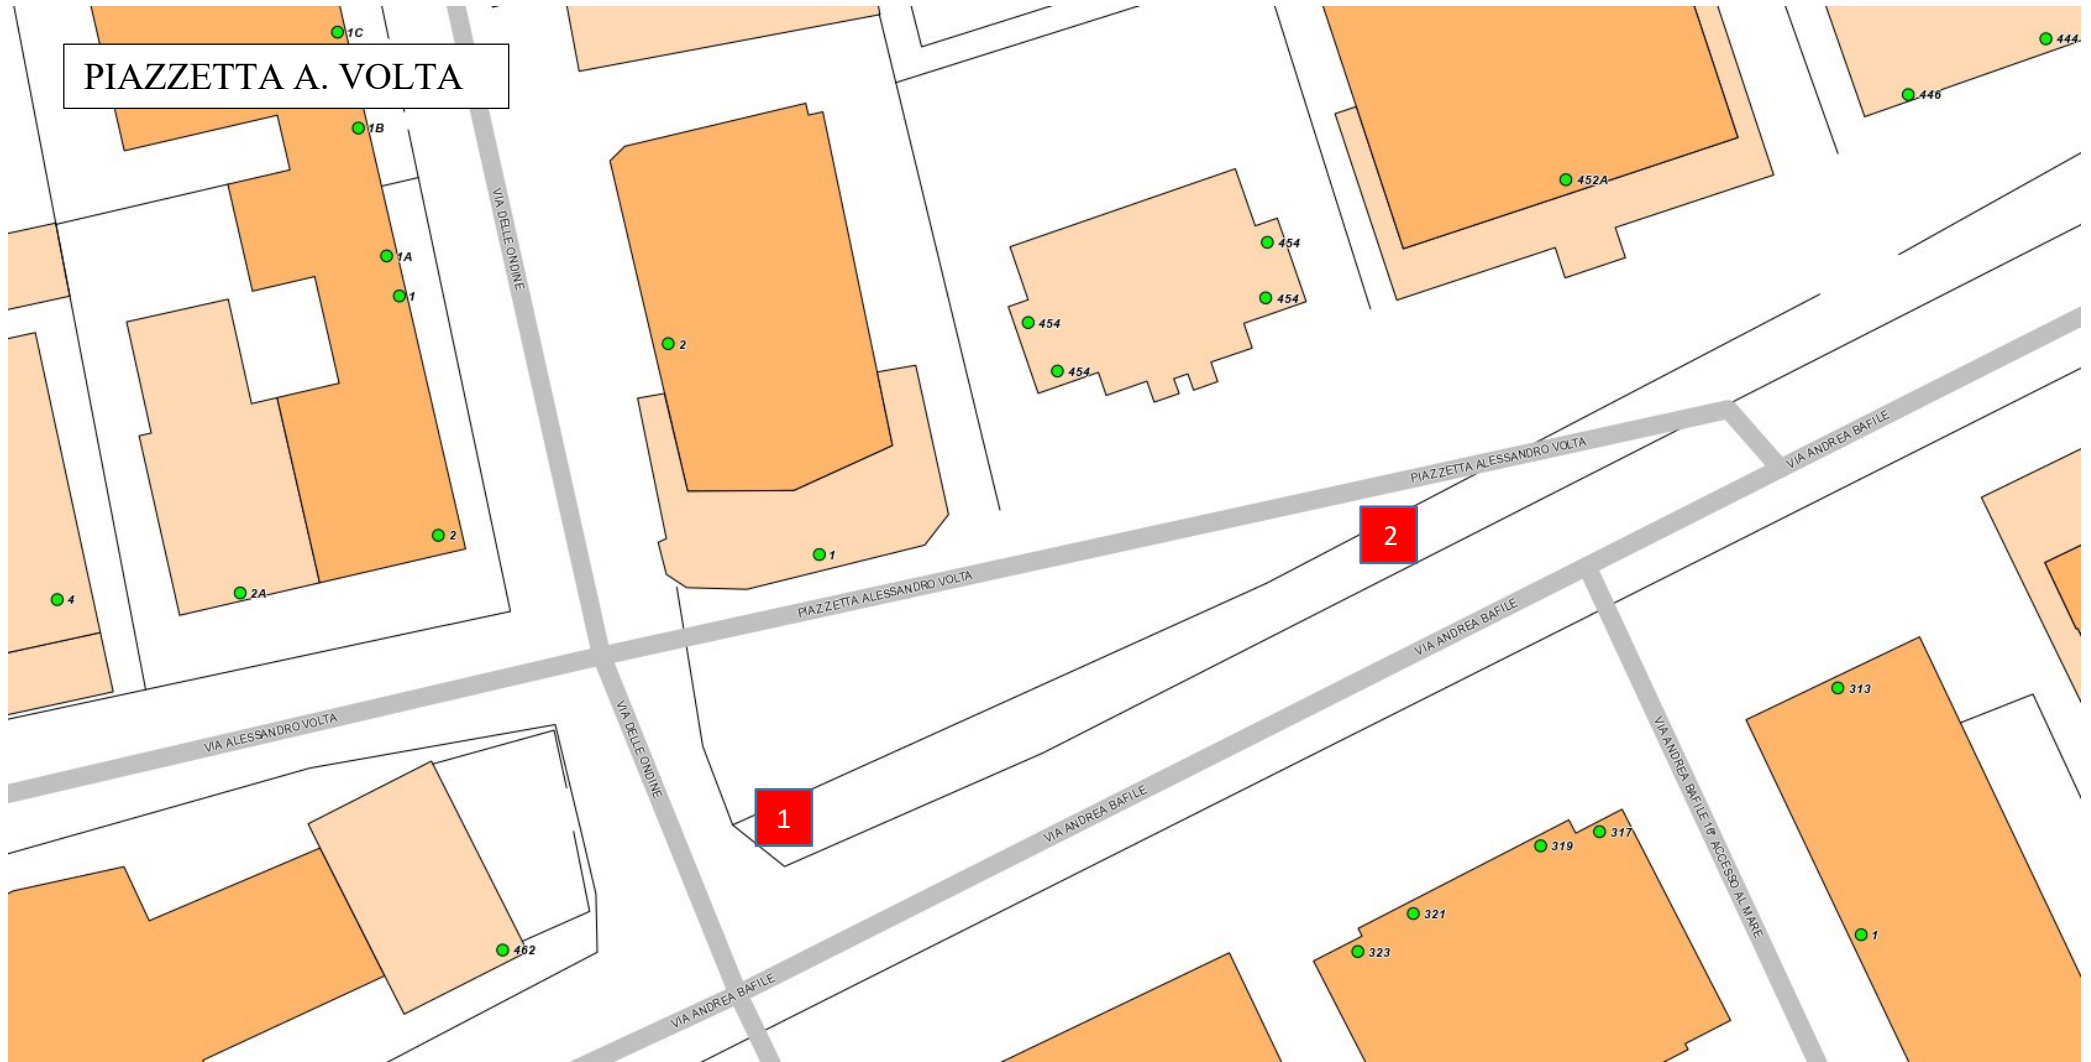 1C
PIAZZETTA A. VOLTA
444
446
1B
452A
VIA DELLE ONDINE
454
1A
1
454
454
2
454
VIA ANDREA BAFILE
PIAZZETTA ALESSANDRO VOLTA
2
2
1
PIAZZETTA ALESSANDRO VOLTA
2A
4
VIA ANDREA BAFILE
313
VIA ALESSANDRO VOLTA
VIA DELLE ONDINE
1
VIA ANDREA BAFILE
VIA ANDREA BAFILE 18° ACCESSO AL MARE
317
319
321
1
323
462
VIA ANDREA BAFILE